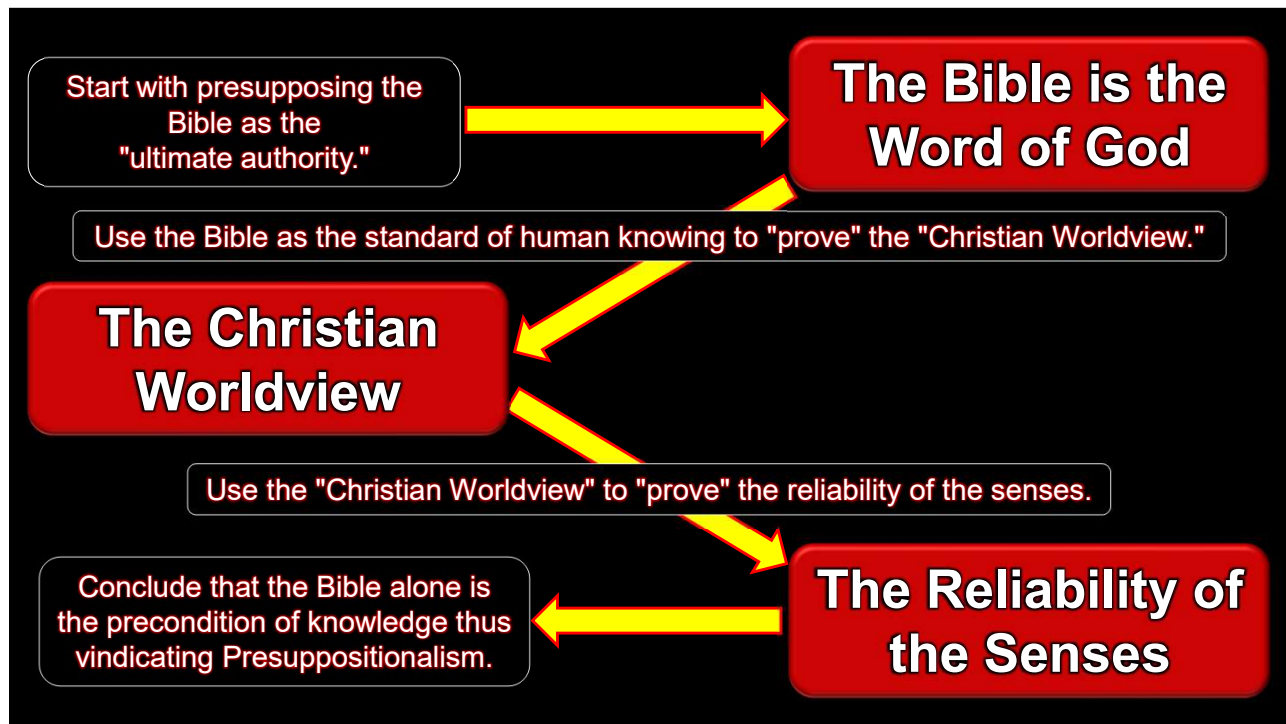 Start with presupposing the
Bible as the
"ultimate authority."
The Bible is the
Word of God
Use the Bible as the standard of human knowing to "prove" the "Christian Worldview."
The Christian
Worldview
Use the "Christian Worldview" to "prove" the reliability of the senses.
The Reliability of
the Senses
Conclude that the Bible alone is
the precondition of knowledge thus
vindicating Presuppositionalism.